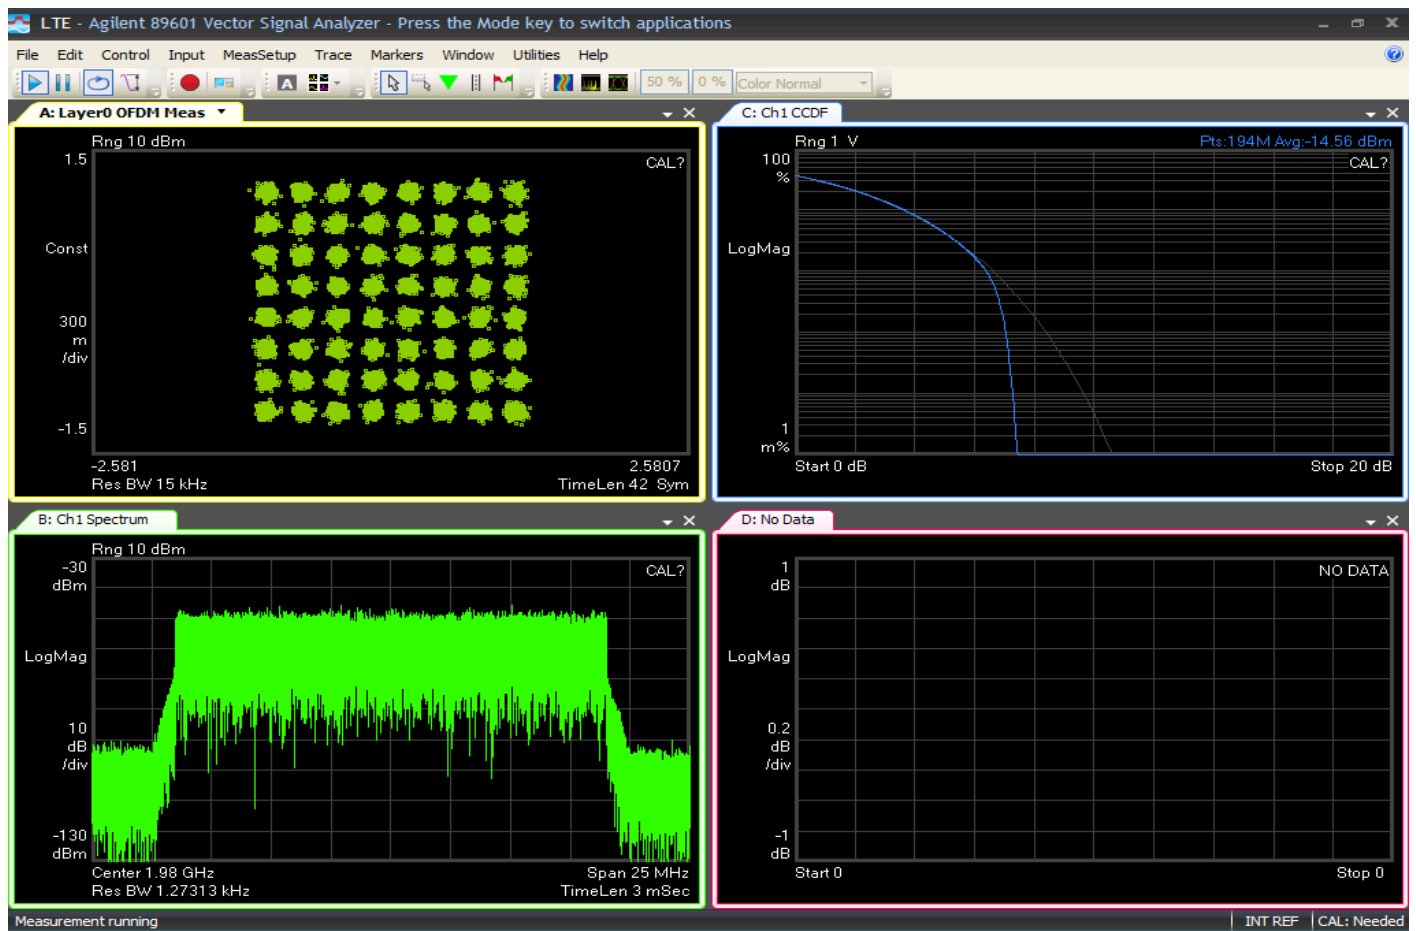 LTE - Agilent 89601 Vector Signal Analyzer - Press the Mode key to switch applications
File Edit Control Input MeasSetup Trace Markers Window Utilities Help
A 50 % 0 % Color Normal
A: Layer0 OFDM Meas
Rng 10 dBm
1.5
CAL?
Const
300
m
/div
-1.5
-2.581 2.5807
Res BW 15 kHz TimeLen 42 Sym
C: Ch1 CCDF
Rng 1 V Pts:194M Avg:-14.56 dBm
100
%
CAL?
LogMag
1
m%
Start 0 dB Stop 20 dB
B: Ch1 Spectrum
Rng 10 dBm
-30
dBm
CAL?
LogMag
10
dB
/div
-130
dBm
Center 1.98 GHz Span 25 MHz
Res BW 1.27313 kHz TimeLen 3 mSec
D: No Data
1
dB
NO DATA
LogMag
0.2
dB
/div
-1
dB
Start 0 Stop 0
Measurement running INT REF CAL: Needed